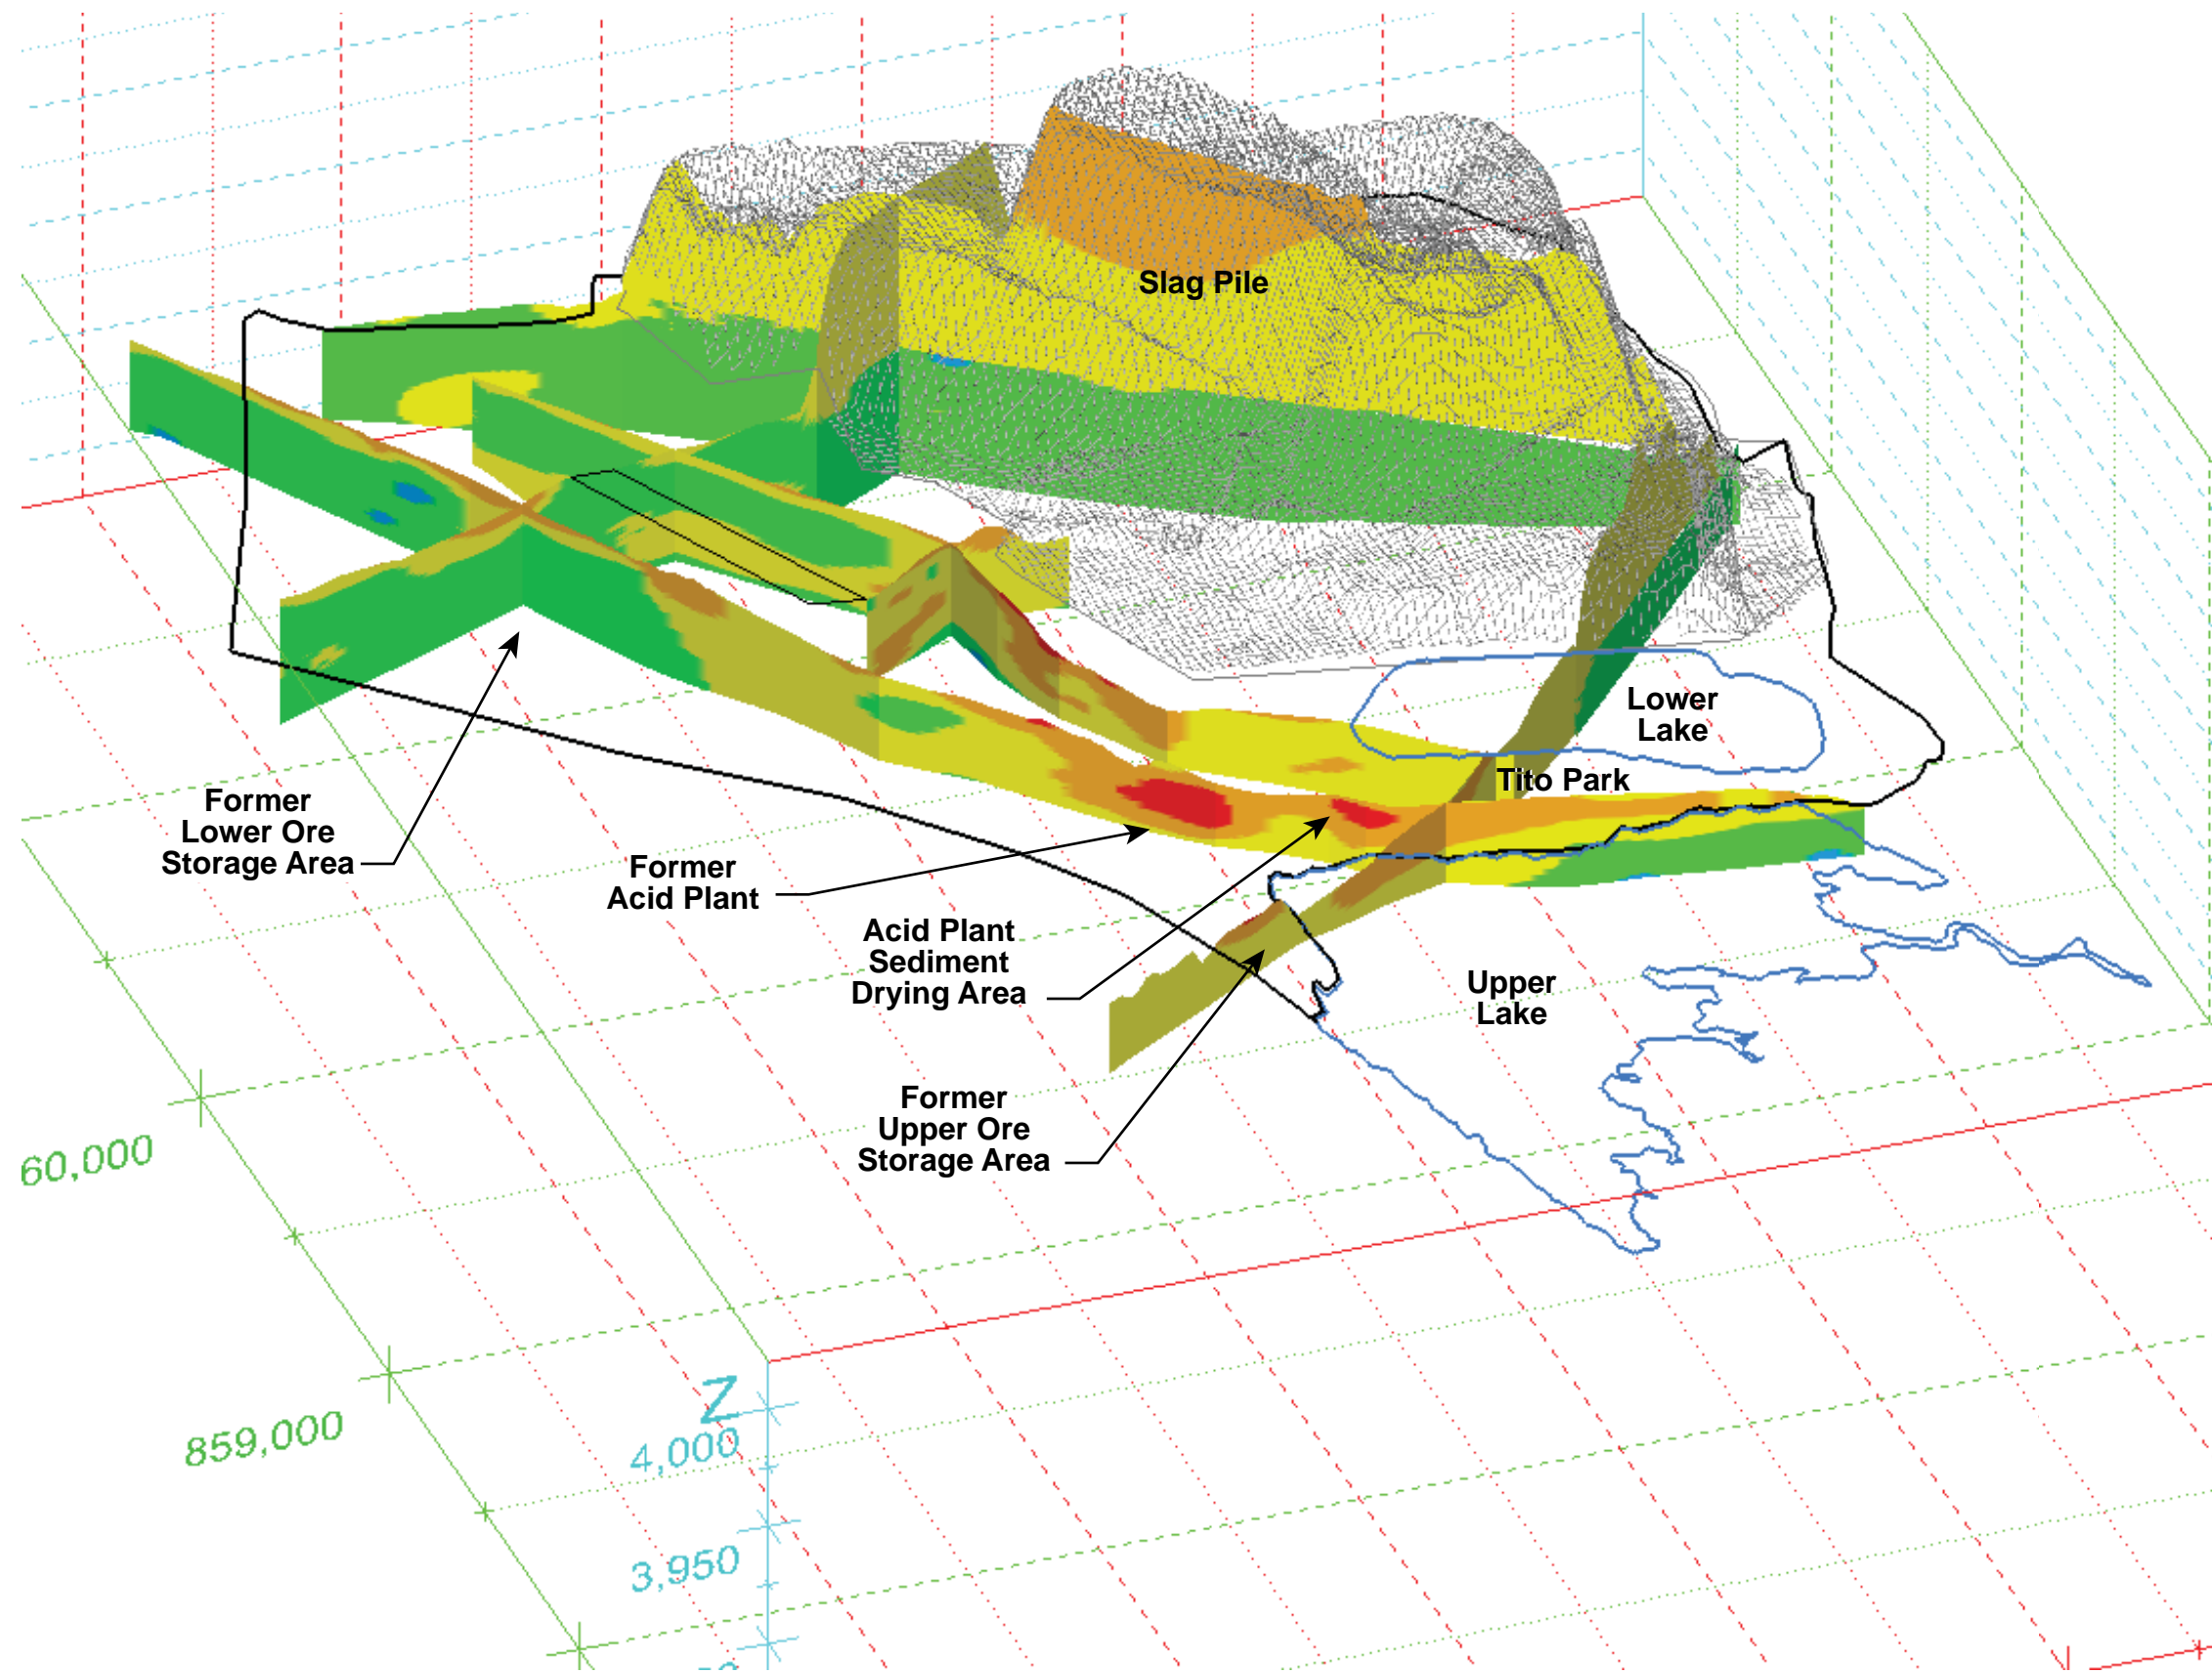 Slag Pile
Lower
Lake
Tito Park
Former
Lower Ore
Storage Area
Former
Acid Plant
Acid Plant
Sediment
Drying Area
Upper
Lake
Former
Upper Ore
Storage Area
60,000
859,000
Z
4,000
3,950